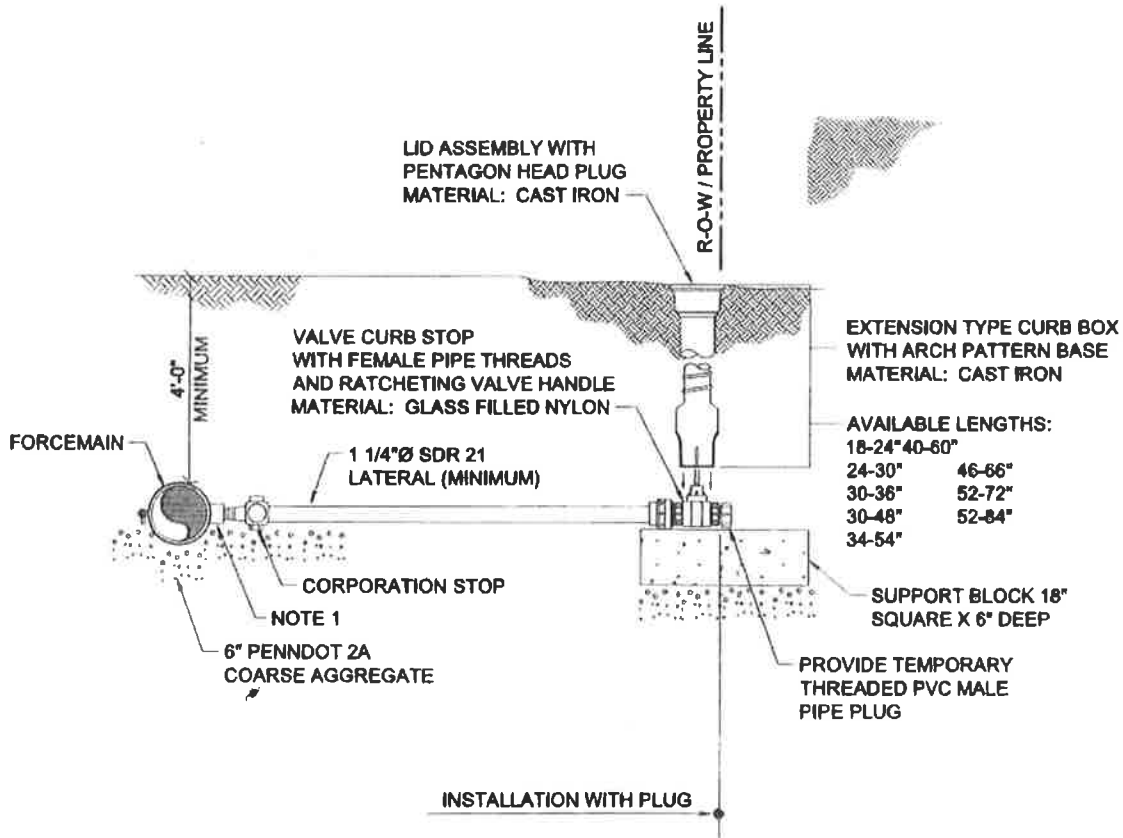 R-O-W / PROPERTY LINE
LID ASSEMBLY WITH
PENTAGON HEAD PLUG
MATERIAL: CAST IRON
4'-0"
MINIMUM
VALVE CURB STOP
WITH FEMALE PIPE THREADS
AND RATCHETING VALVE HANDLE
MATERIAL: GLASS FILLED NYLON
EXTENSION TYPE CURB BOX
WITH ARCH PATTERN BASE
MATERIAL: CAST IRON
AVAILABLE LENGTHS:
18-24"40-60"
24-30" 46-66"
30-36" 52-72"
30-48" 52-84"
34-54"
FORCEMAIN
1 1/4"Ø SDR 21
LATERAL (MINIMUM)
CORPORATION STOP
NOTE 1
6" PENNDOT 2A
COARSE AGGREGATE
SUPPORT BLOCK 18"
SQUARE X 6" DEEP
PROVIDE TEMPORARY
THREADED PVC MALE
PIPE PLUG
INSTALLATION WITH PLUG